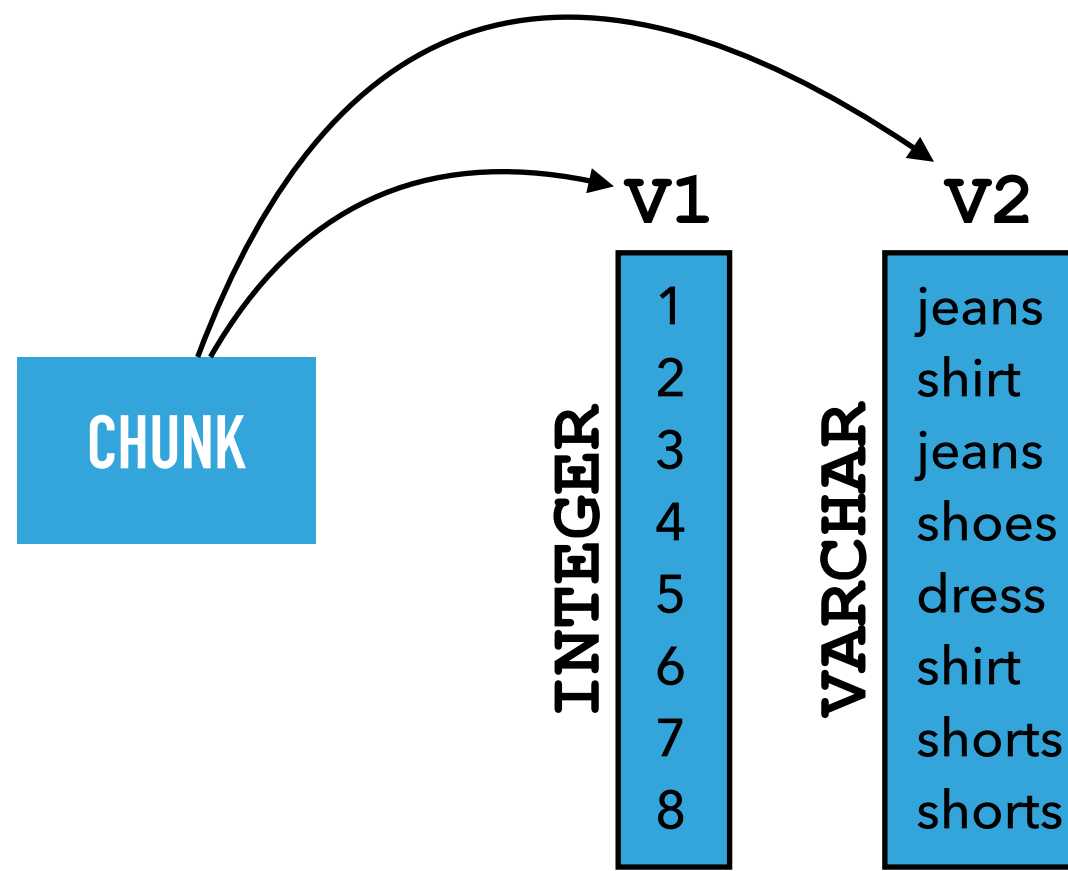 v1
v2
CHUNK
INTEGER
1
2
3
4
5
6
7
8
VARCHAR
jeans
shirt
jeans
shoes
dress
shirt
shorts
shorts